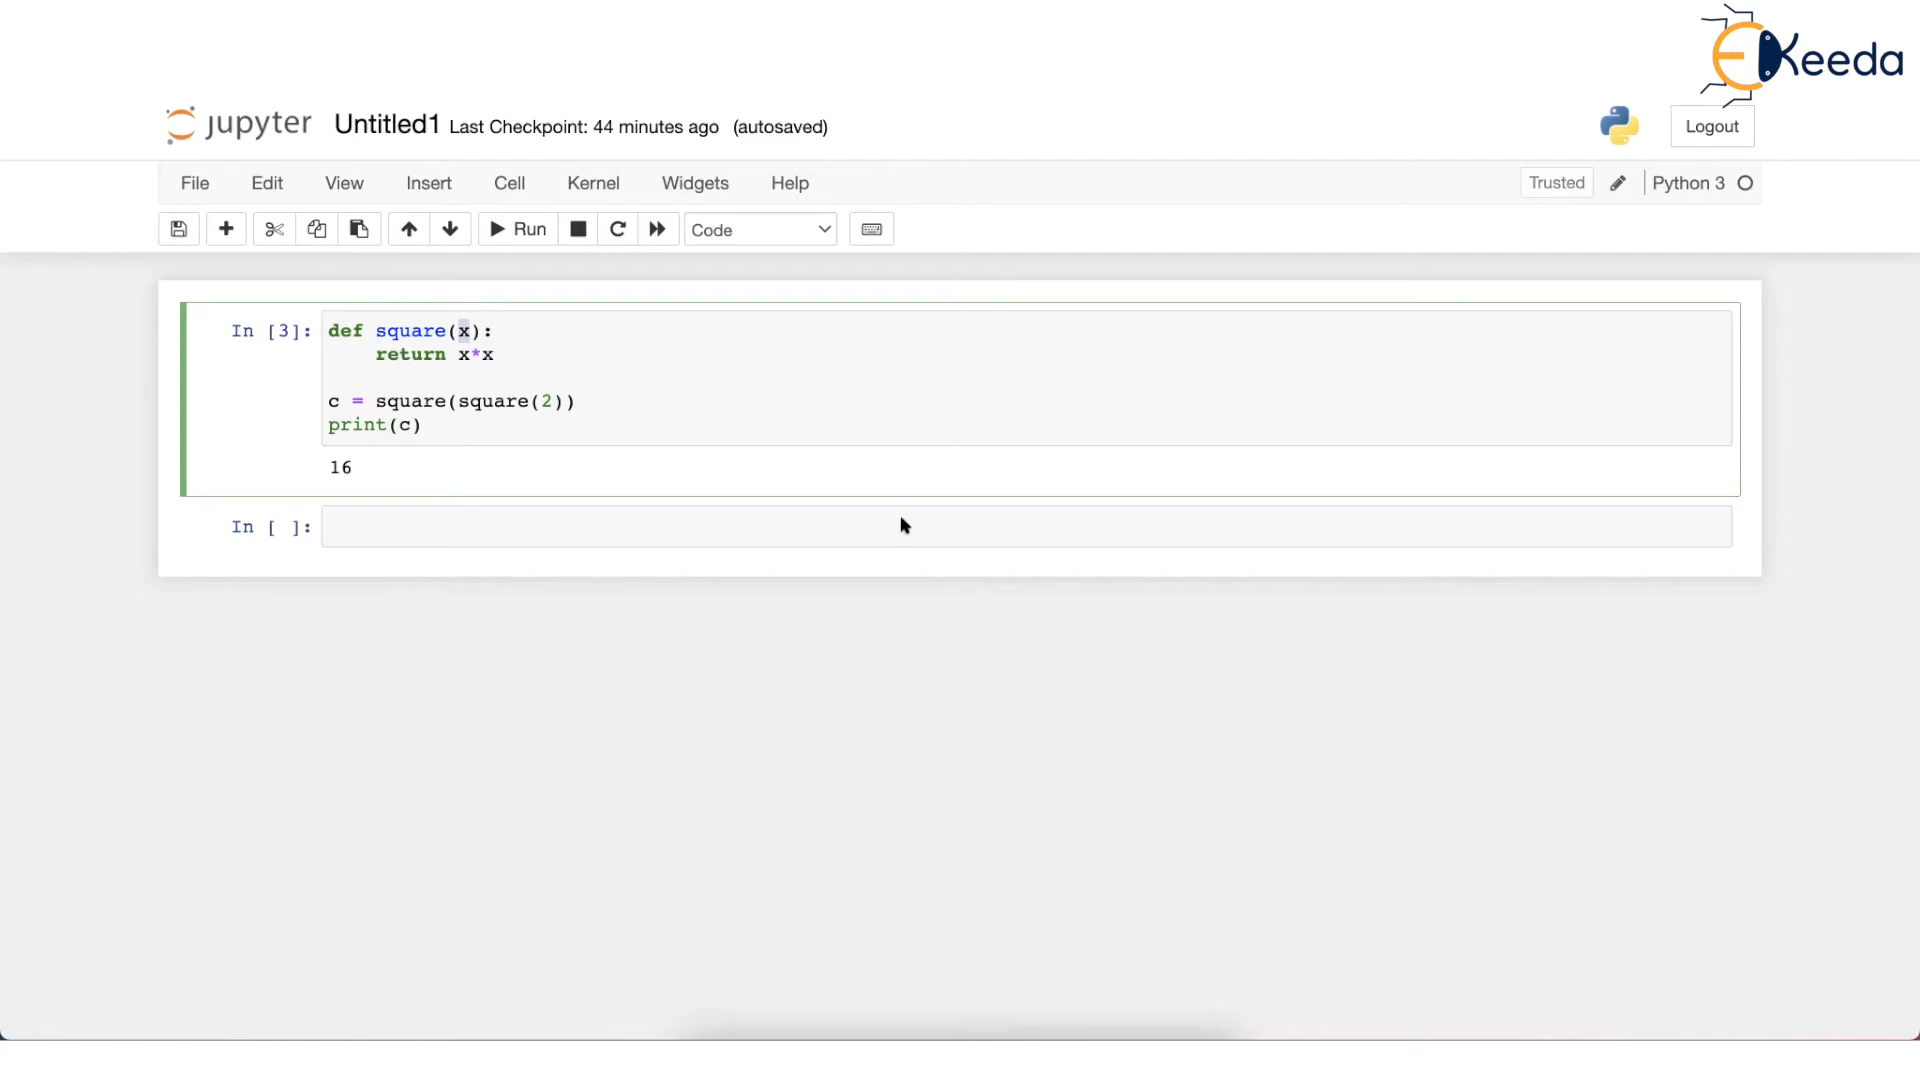 EKeeda
jupyter Untitled1 Last Checkpoint: 44 minutes ago (autosaved)
Logout
File Edit View Insert Cell Kernel Widgets Help
Trusted Python 3
Run Code
In [3]: def square(x):
    return x*x
c = square(square(2))
print(c)
16
In [ ]: